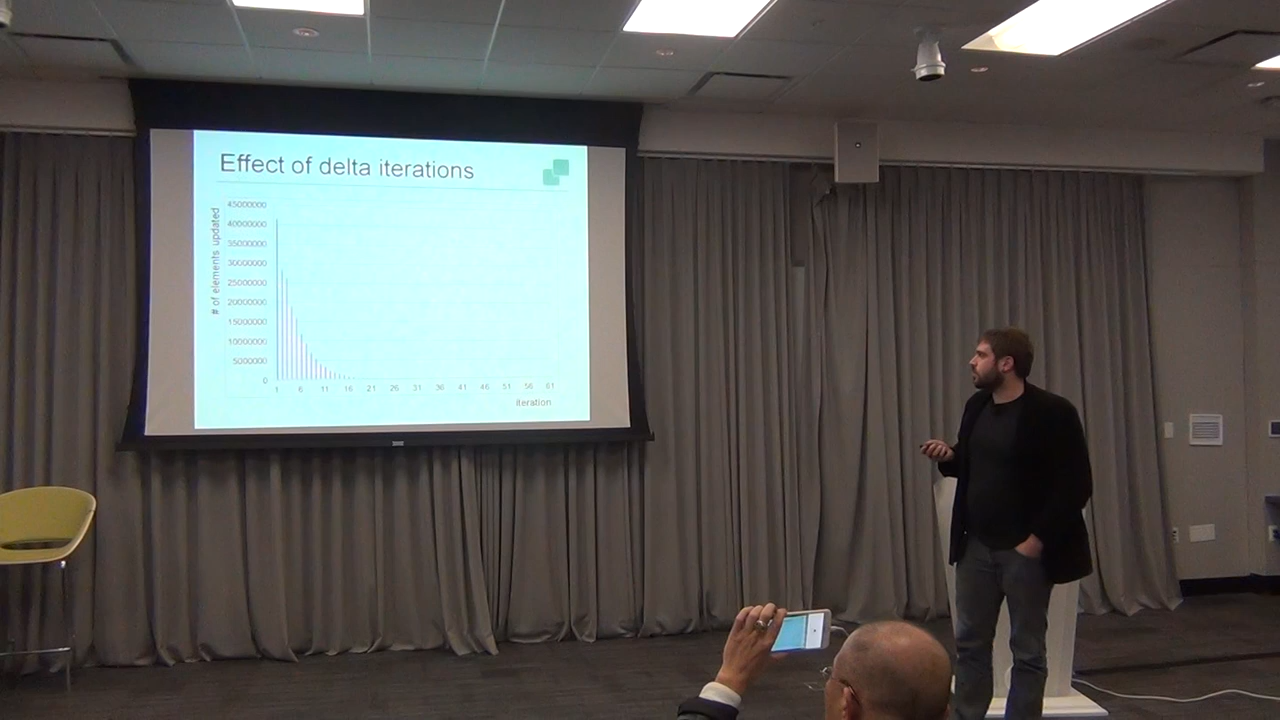 Effect of delta iterations
# of elements updated
45000000
40000000
35000000
30000000
25000000
20000000
15000000
10000000
5000000
0
1 6 11 16 21 26 31 36 41 46 51 56 61
iteration